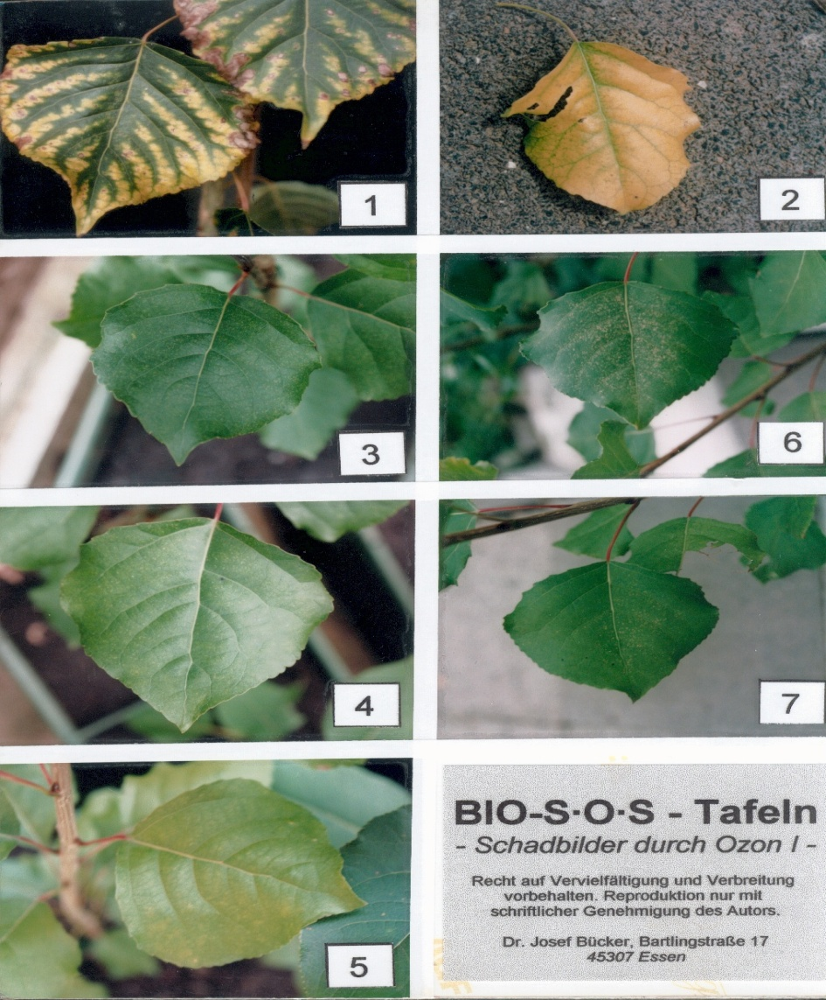 1
2
3
6
4
7
5
BIO-S·O·S - Tafeln
- Schadbilder durch Ozon I -
Recht auf Vervielfältigung und Verbreitung
vorbehalten. Reproduktion nur mit
schriftlicher Genehmigung des Autors.
Dr. Josef Bücker, Bartlingstraße 17
45307 Essen